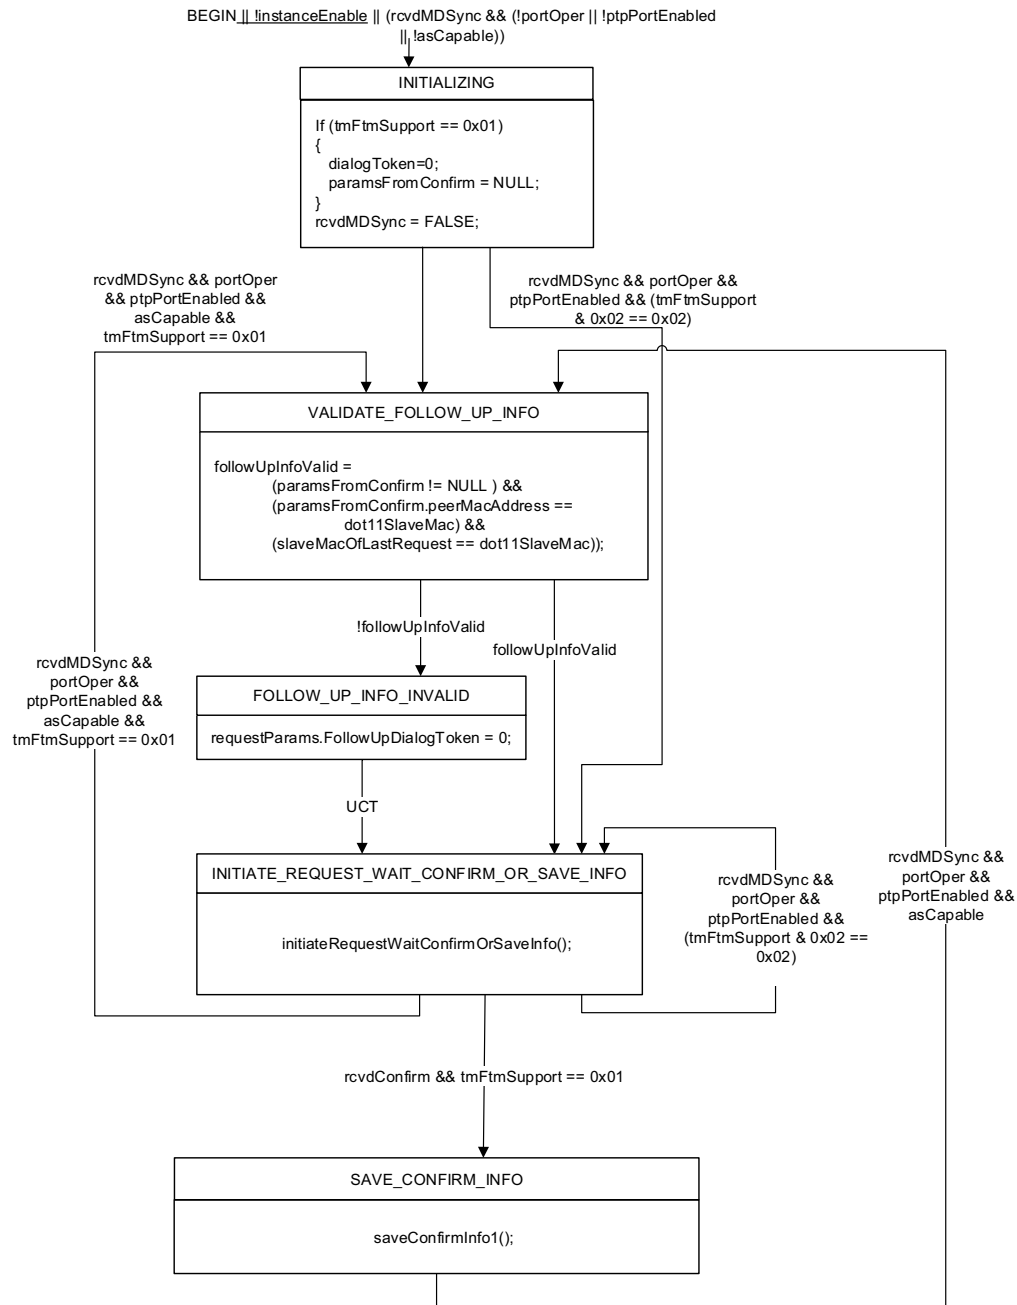 BEGIN || !instanceEnable || (rcvdMDSync && (!portOper || !ptpPortEnabled
|| !asCapable))
INITIALIZING
If (tmFtmSupport == 0x01)
{
dialogToken=0;
paramsFromConfirm = NULL;
}
rcvdMDSync = FALSE;
rcvdMDSync && portOper
&& ptpPortEnabled &&
asCapable &&
tmFtmSupport == 0x01
rcvdMDSync && portOper &&
ptpPortEnabled && (tmFtmSupport
& 0x02 == 0x02)
VALIDATE_FOLLOW_UP_INFO
followUpInfoValid =
(paramsFromConfirm != NULL ) &&
(paramsFromConfirm.peerMacAddress ==
dot11SlaveMac) &&
(slaveMacOfLastRequest == dot11SlaveMac));
!followUpInfoValid
followUpInfoValid
rcvdMDSync &&
portOper &&
ptpPortEnabled &&
asCapable &&
tmFtmSupport == 0x01
FOLLOW_UP_INFO_INVALID
requestParams.FollowUpDialogToken = 0;
UCT
INITIATE_REQUEST_WAIT_CONFIRM_OR_SAVE_INFO
initiateRequestWaitConfirmOrSaveInfo();
rcvdMDSync &&
portOper &&
ptpPortEnabled &&
(tmFtmSupport & 0x02 ==
0x02)
rcvdMDSync &&
portOper &&
ptpPortEnabled &&
asCapable
rcvdConfirm && tmFtmSupport == 0x01
SAVE_CONFIRM_INFO
saveConfirmInfo1();